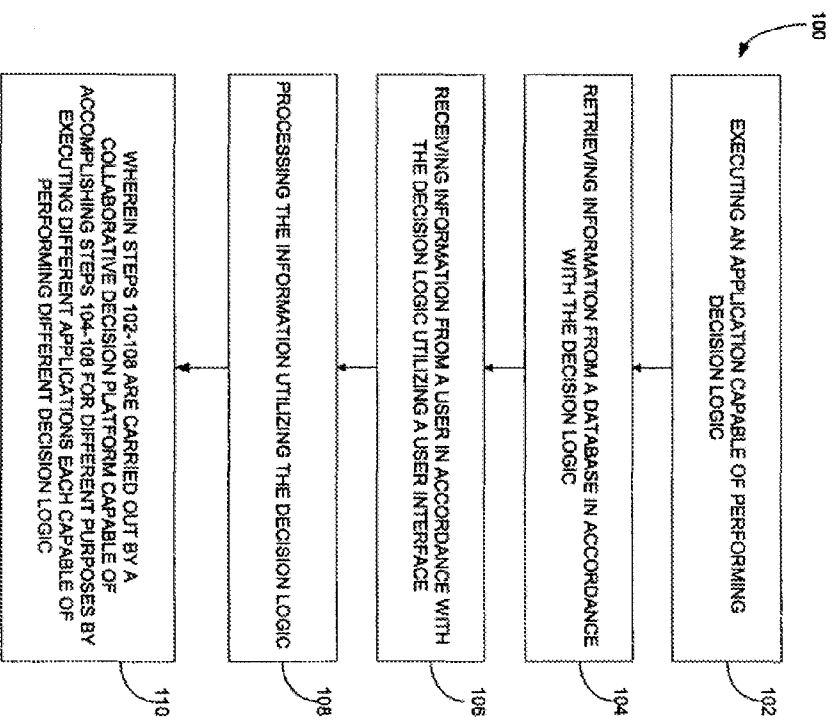 100
EXECUTING AN APPLICATION CAPABLE OF PERFORMING
DECISION LOGIC
102
RETRIEVING INFORMATION FROM A DATABASE IN ACCORDANCE
WITH THE DECISION LOGIC
104
RECEIVING INFORMATION FROM A USER IN ACCORDANCE WITH
THE DECISION LOGIC UTILIZING A USER INTERFACE
106
PROCESSING THE INFORMATION UTILIZING THE DECISION LOGIC
108
WHEREIN STEPS 102-108 ARE CARRIED OUT BY A
COLLABORATIVE DECISION PLATFORM CAPABLE OF
ACCOMPLISHING STEPS 104-108 FOR DIFFERENT PURPOSES BY
EXECUTING DIFFERENT APPLICATIONS EACH CAPABLE OF
PERFORMING DIFFERENT DECISION LOGIC
110